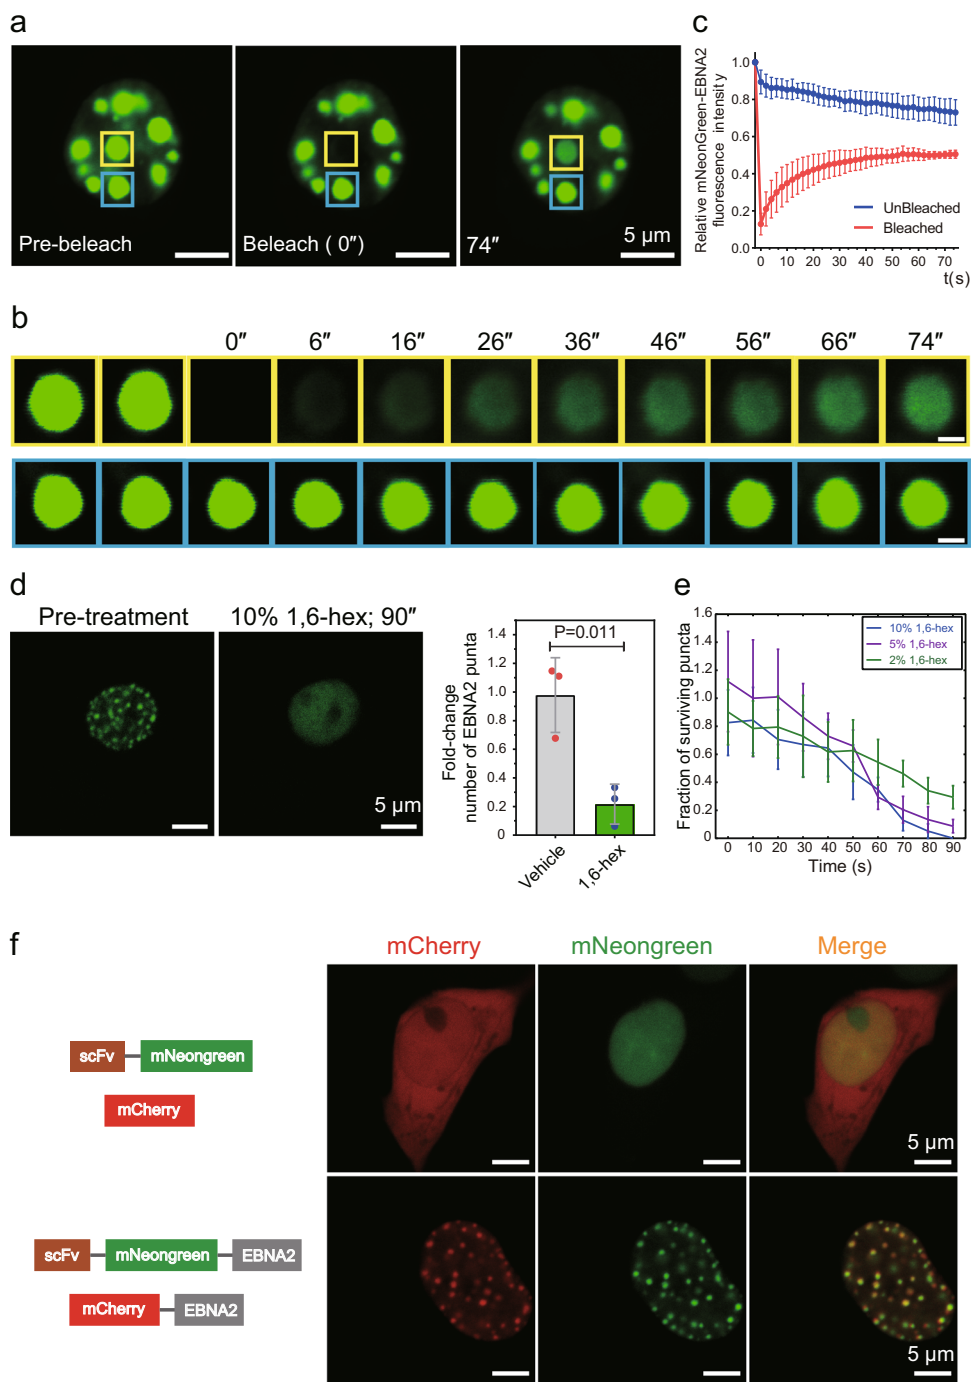 a
Pre-beleach
Beleach ( 0″)
74″
5 µm
c
Relative mNeonGreen-EBNA2
fluorescence intensity
1.0
0.8
0.6
0.4
0.2
0.0
UnBleached
Bleached
0 10 20 30 40 50 60 70
t(s)
b
0″ 6″ 16″ 26″ 36″ 46″ 56″ 66″ 74″
d
Pre-treatment
10% 1,6-hex; 90″
5 µm
Fold-change
number of EBNA2 punta
1.4
1.2
1.0
0.8
0.6
0.4
0.2
0
P=0.011
Vehicle
1,6-hex
e
Fraction of surviving puncta
1.6
1.4
1.2
1.0
0.8
0.6
0.4
0.2
0
10% 1,6-hex
5% 1,6-hex
2% 1,6-hex
0 10 20 30 40 50 60 70 80 90
Time (s)
f
mCherry
mNeongreen
Merge
scFv
mNeongreen
mCherry
5 µm
scFv
mNeongreen
EBNA2
mCherry
EBNA2
5 µm